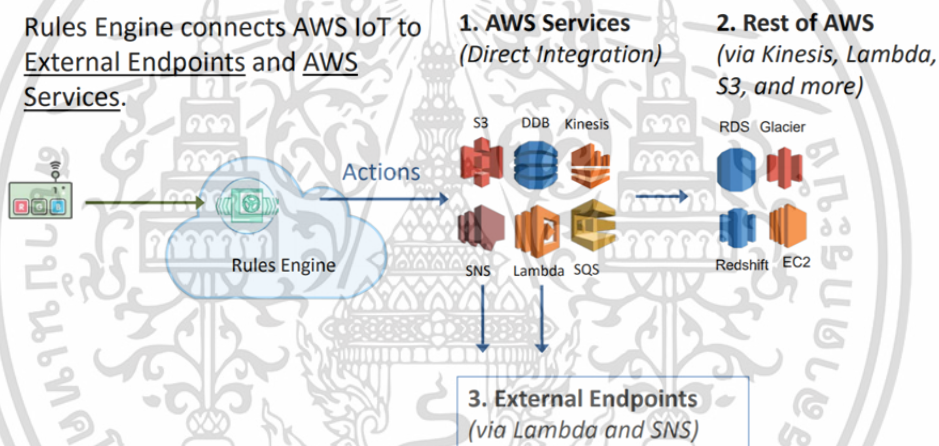 Rules Engine connects AWS IoT to
External Endpoints and AWS
Services.
1. AWS Services
(Direct Integration)
2. Rest of AWS
(via Kinesis, Lambda,
S3, and more)
S3 DDB Kinesis
RDS Glacier
Actions
Rules Engine
SNS Lambda SQS
Redshift EC2
3. External Endpoints
(via Lambda and SNS)